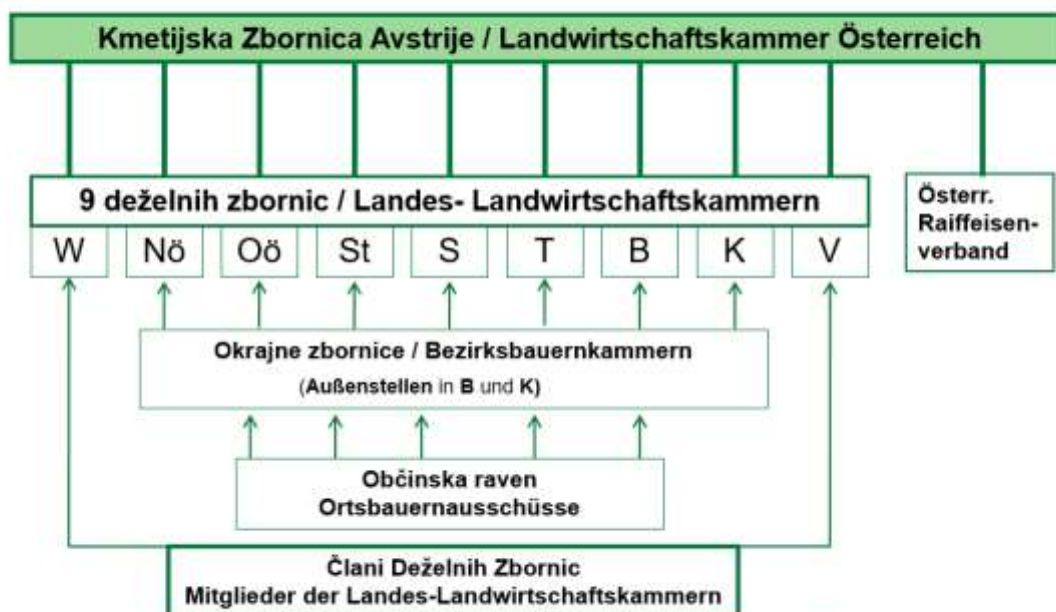 Kmetijska Zbornica Avstrije / Landwirtschaftskammer Österreich
9 deželnih zbornic / Landes- Landwirtschaftskammern
Österr.
Raiffeisen-
verband
W Nö Oö St S T B K V
Okrajne zbornice / Bezirksbauernkammern
(Außenstellen in B und K)
Občinska raven
Ortsbauernausschüsse
Člani Deželnih Zbornic
Mitglieder der Landes-Landwirtschaftskammern